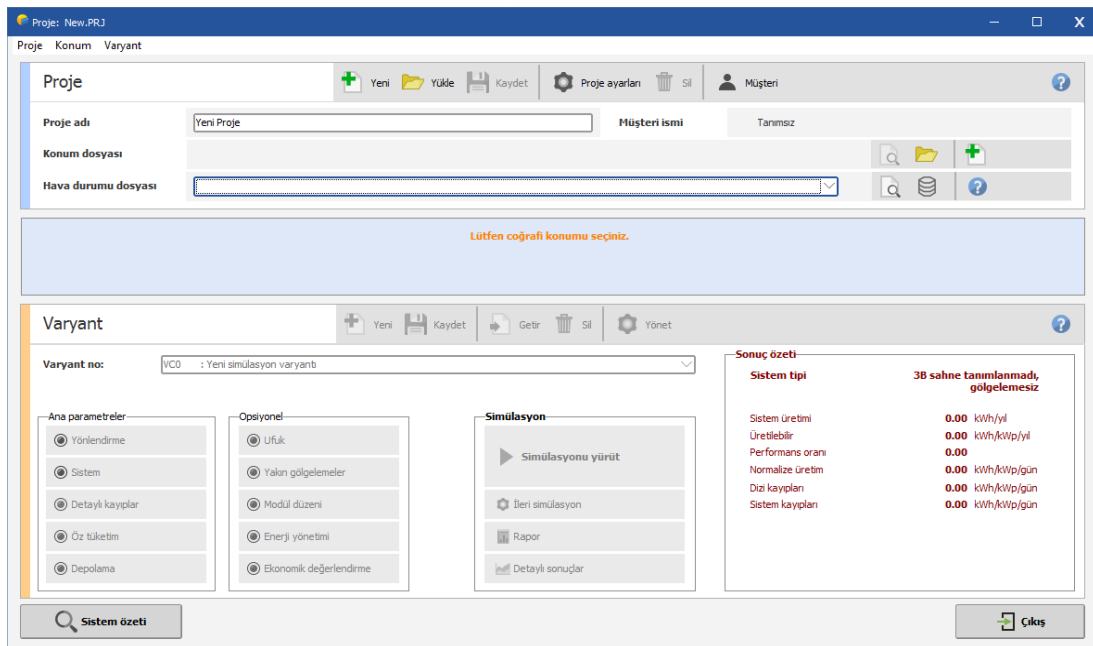 Proje: New.PRJ
Proje Konum Varyant
Proje Yeni Yükle Kaydet Proje ayarları Sil Müşteri
Proje adı Yeni Proje Müşteri ismi Tanımsız
Konum dosyası
Hava durumu dosyası
Lütfen coğrafi konumu seçiniz.
Varyant Yeni Kaydet Getir Sil Yönet
Varyant no: VC0 : Yeni simülasyon varyantı
Ana parametreler
Yönlendirme
Sistem
Detaylı kayıplar
Öz tüketim
Depolama
Opsiyonel
Ufuk
Yakın gölgelemeler
Modül düzeni
Enerji yönetimi
Ekonomik değerlendirme
Simülasyon
Simülasyonu yürüt
İleri simülasyon
Rapor
Detaylı sonuçlar
Sonuç özeti
Sistem tipi 3B sahne tanımlanmadı,
gölgelemesiz
Sistem üretimi 0.00 kWh/yıl
Üretilebilir 0.00 kWh/kWp/yıl
Performans oranı 0.00
Normalize üretim 0.00 kWh/kWp/gün
Dizi kayıpları 0.00 kWh/kWp/gün
Sistem kayıpları 0.00 kWh/kWp/gün
Sistem özeti
Çıkış